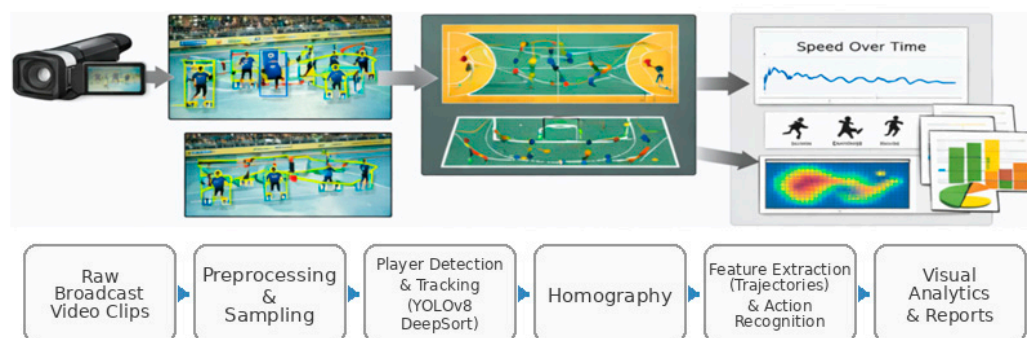 Speed Over Time
Raw
Broadcast
Video Clips
Preprocessing
&
Sampling
Player Detection
& Tracking
(YOLOv8
DeepSort)
Homography
Feature Extraction
(Trajectories)
& Action
Recognition
Visual
Analytics
& Reports